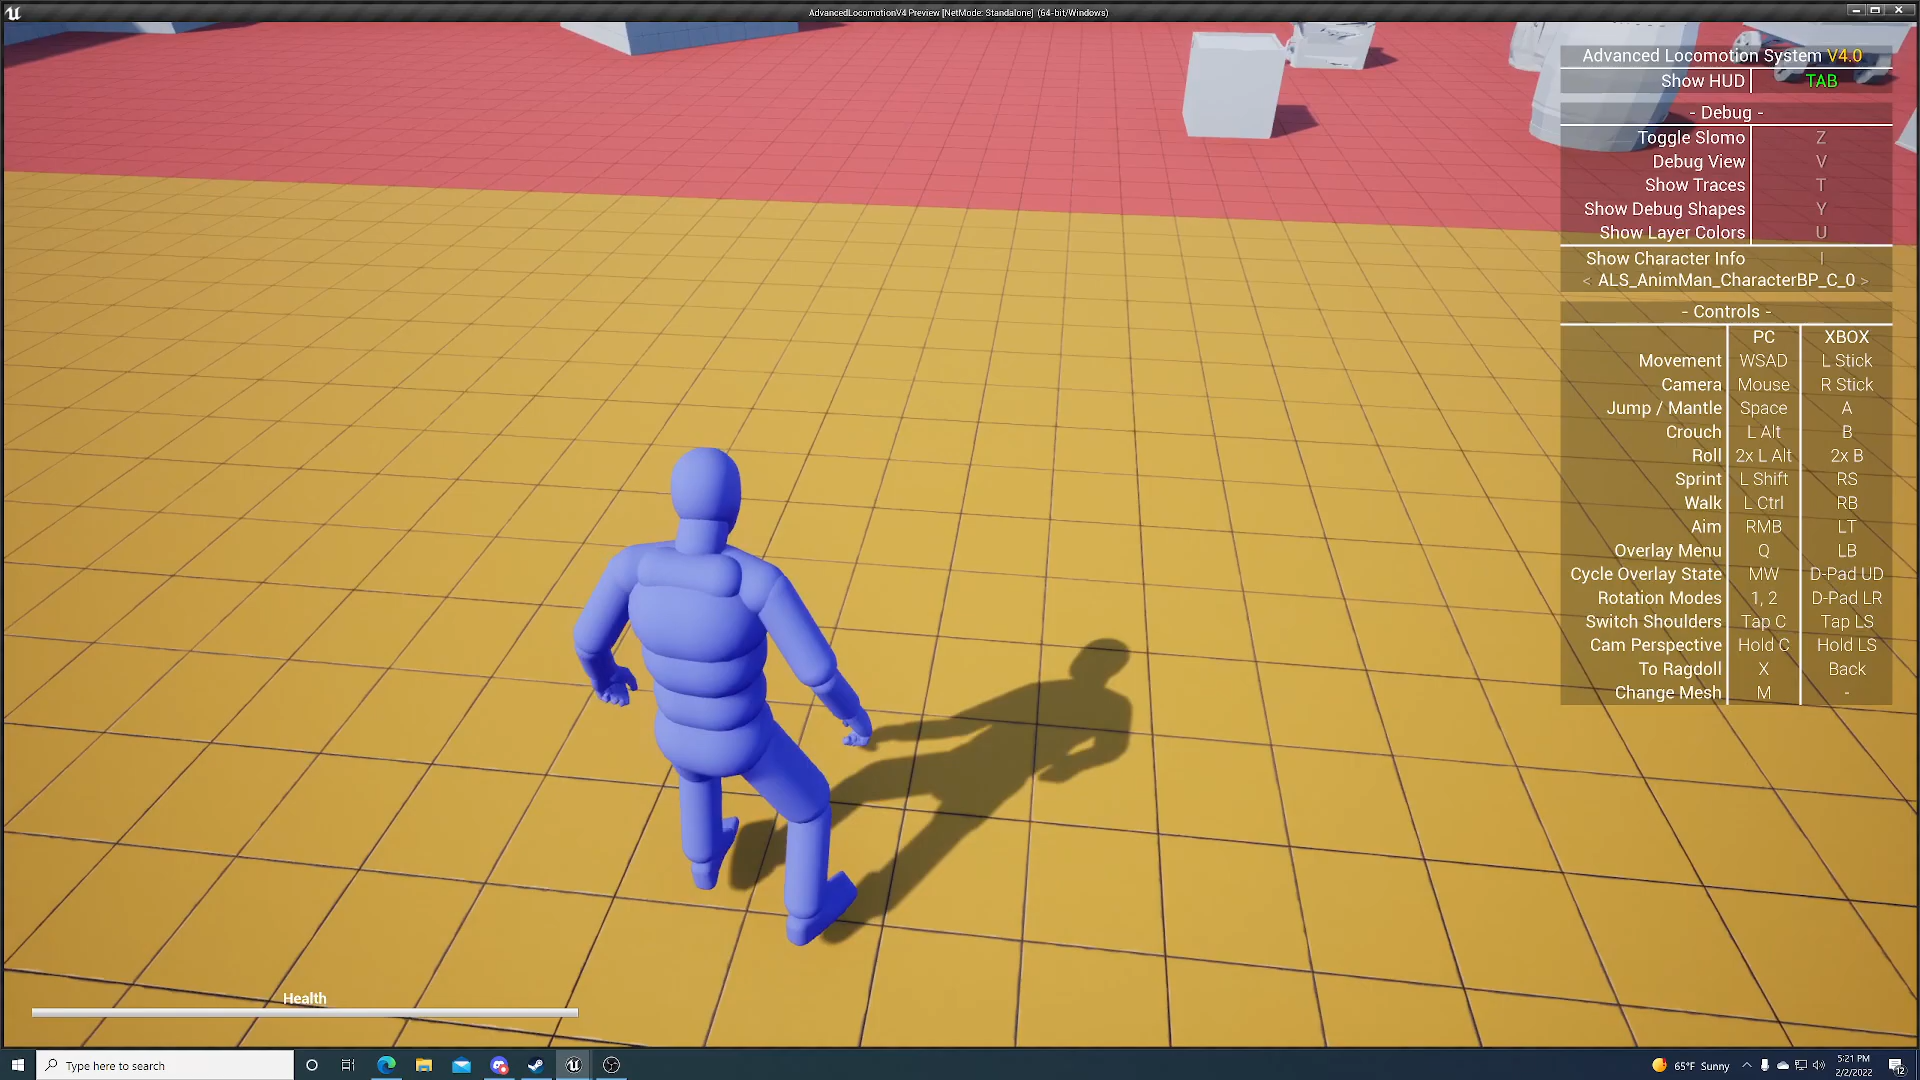 AdvancedLocomotionV4 Preview [NetMode: Standalone] (64-bit/Windows)
Advanced Locomotion System V4.0
Show HUD TAB
- Debug -
Toggle Slomo Z
Debug View V
Show Traces T
Show Debug Shapes Y
Show Layer Colors U
Show Character Info I
< ALS_AnimMan_CharacterBP_C_0 >
- Controls -
PC XBOX
Movement WSAD L Stick
Camera Mouse R Stick
Jump / Mantle Space A
Crouch L Alt B
Roll 2x L Alt 2x B
Sprint L Shift RS
Walk L Ctrl RB
Aim RMB LT
Overlay Menu Q LB
Cycle Overlay State MW D-Pad UD
Rotation Modes 1, 2 D-Pad LR
Switch Shoulders Tap C Tap LS
Cam Perspective Hold C Hold LS
To Ragdoll X Back
Change Mesh M -
Health
Type here to search
65°F Sunny
5:21 PM
2/2/2022
12